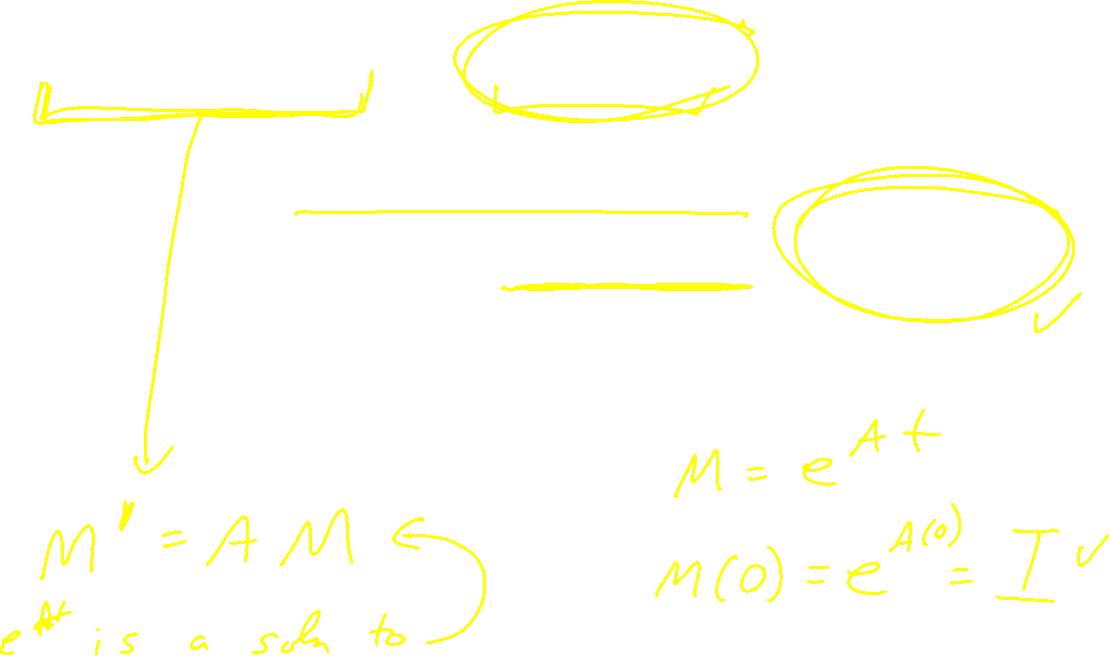 M = e^{At}
M' = AM
M(0) = e^{A(0)} = I ✓
e^{At} is a soln to